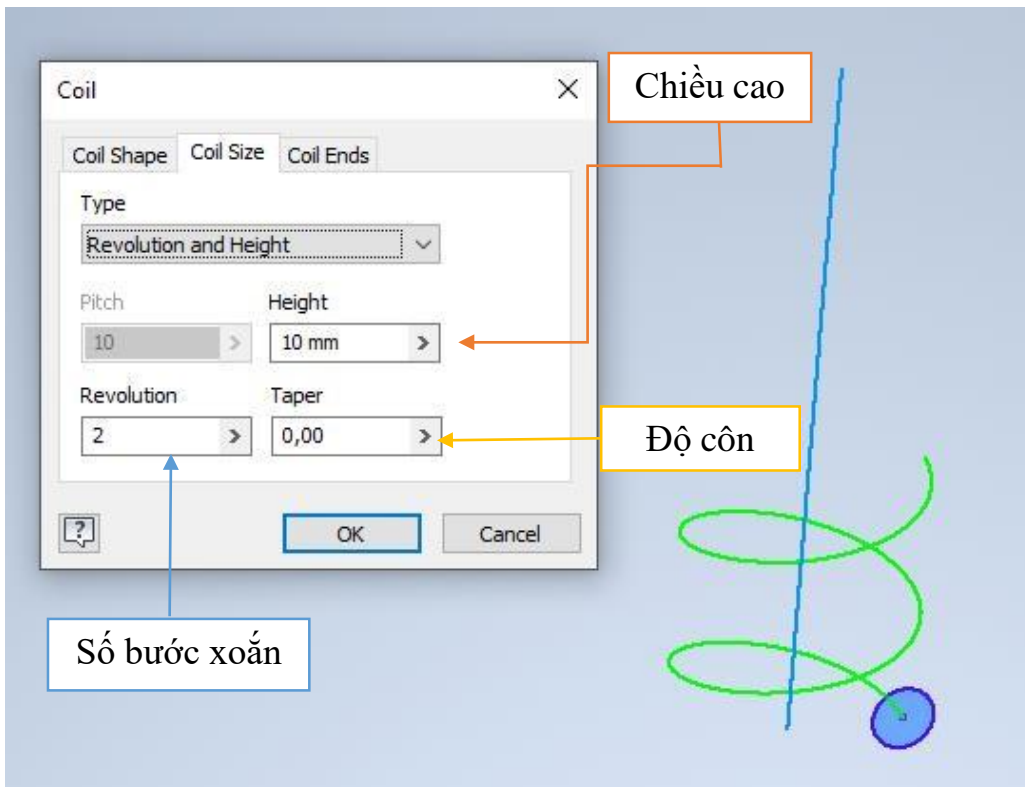 Coil
Chiều cao
Coil Shape Coil Size Coil Ends
Type
Revolution and Height
Pitch Height
10 > 10 mm >
Revolution Taper
2 > 0,00 >
Độ côn
? OK Cancel
Số bước xoắn